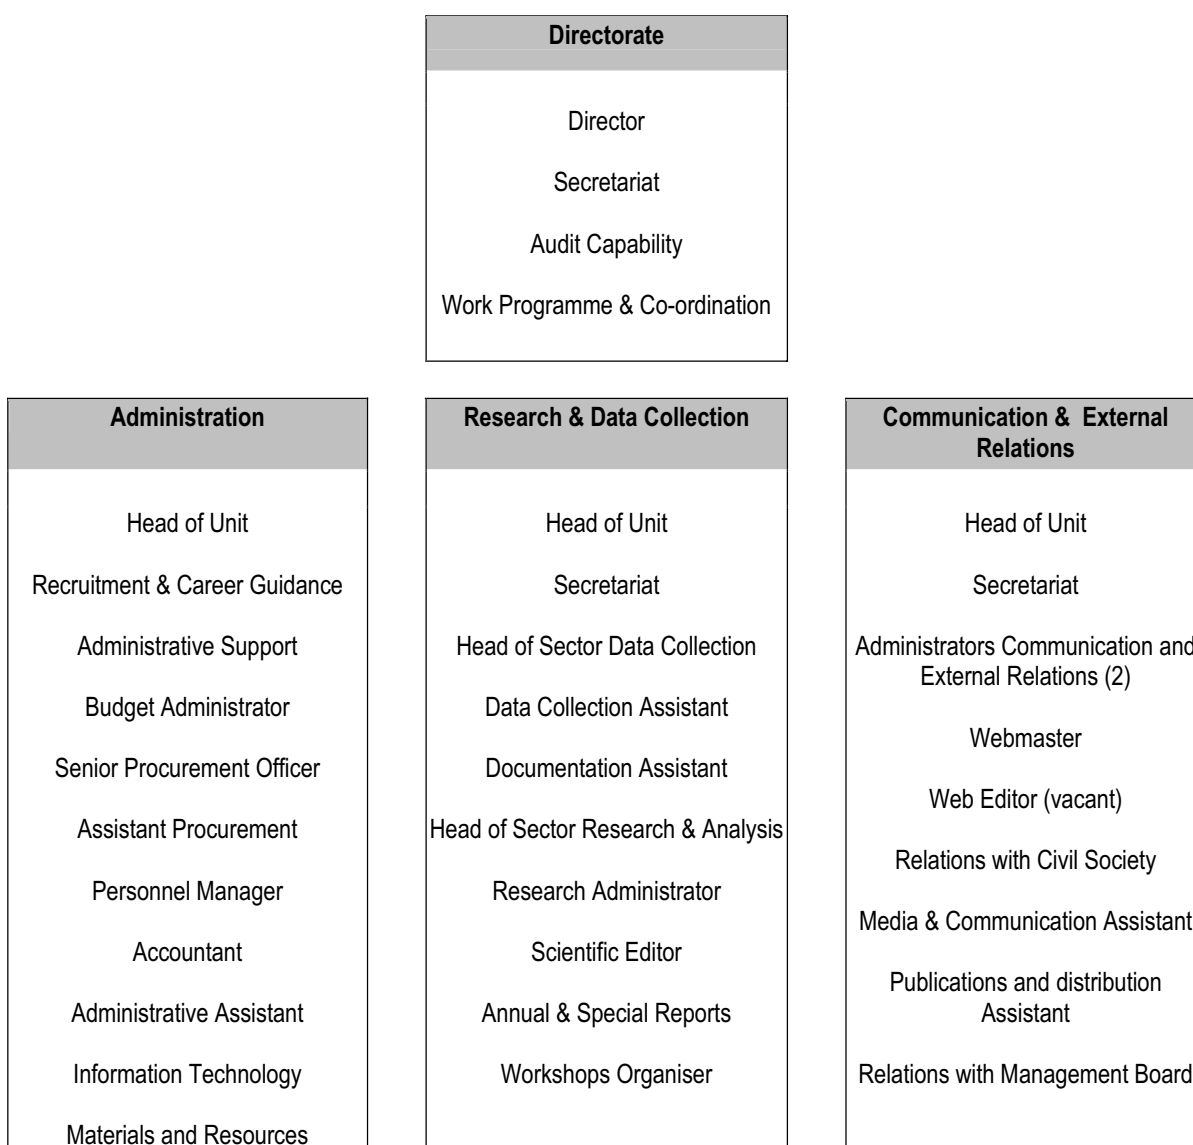 Directorate
Director
Secretariat
Audit Capability
Work Programme & Co-ordination
Administration
Head of Unit
Recruitment & Career Guidance
Administrative Support
Budget Administrator
Senior Procurement Officer
Assistant Procurement
Personnel Manager
Accountant
Administrative Assistant
Information Technology
Materials and Resources
Research & Data Collection
Head of Unit
Secretariat
Head of Sector Data Collection
Data Collection Assistant
Documentation Assistant
Head of Sector Research & Analysis
Research Administrator
Scientific Editor
Annual & Special Reports
Workshops Organiser
Communication & External
Relations
Head of Unit
Secretariat
Administrators Communication and
External Relations (2)
Webmaster
Web Editor (vacant)
Relations with Civil Society
Media & Communication Assistant
Publications and distribution
Assistant
Relations with Management Board